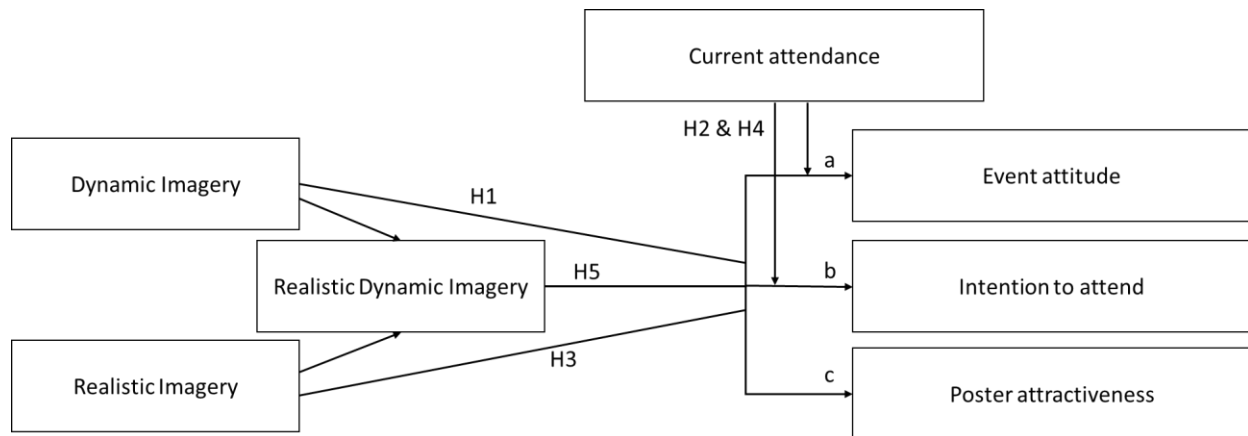 Current attendance
H2 & H4
Dynamic Imagery
a
Event attitude
H1
Realistic Dynamic Imagery
H5
b
Intention to attend
H3
Realistic Imagery
c
Poster attractiveness